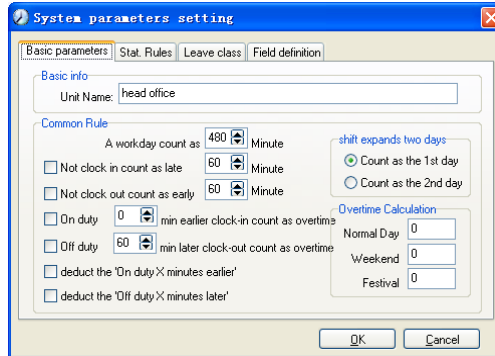 System parameters setting
Basic parameters Stat. Rules Leave class Field definition
Basic info
Unit Name: head office
Common Rule
A workday count as 480 Minute
Not clock in count as late 60 Minute
Not clock out count as early 60 Minute
On duty 0 min earlier clock-in count as overtime
Off duty 60 min later clock-out count as overtime
deduct the 'On duty X minutes earlier'
deduct the 'Off duty X minutes later'
shift expands two days
Count as the 1st day
Count as the 2nd day
Overtime Calculation
Normal Day 0
Weekend 0
Festival 0
OK Cancel